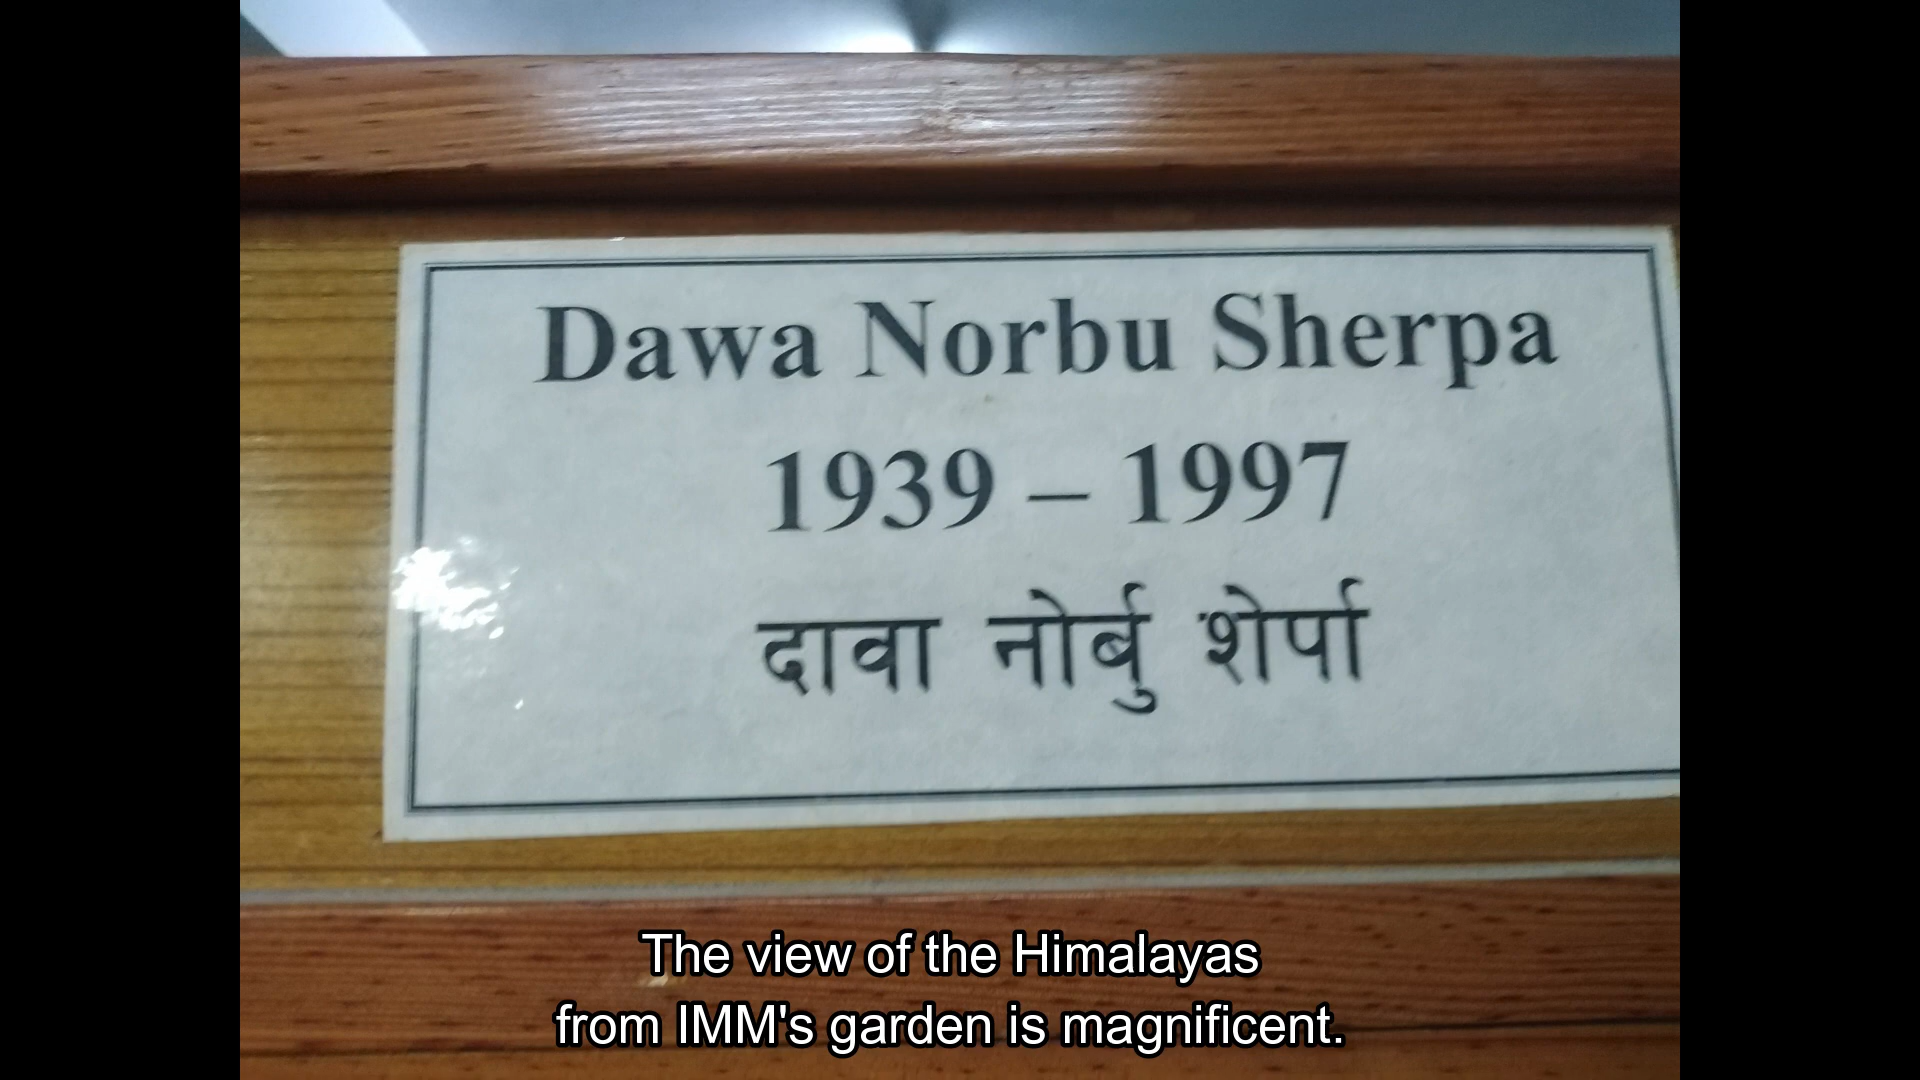 Dawa Norbu Sherpa
1939 – 1997
दावा नोर्बु शेर्पा
The view of the Himalayas
from IMM's garden is magnificent.